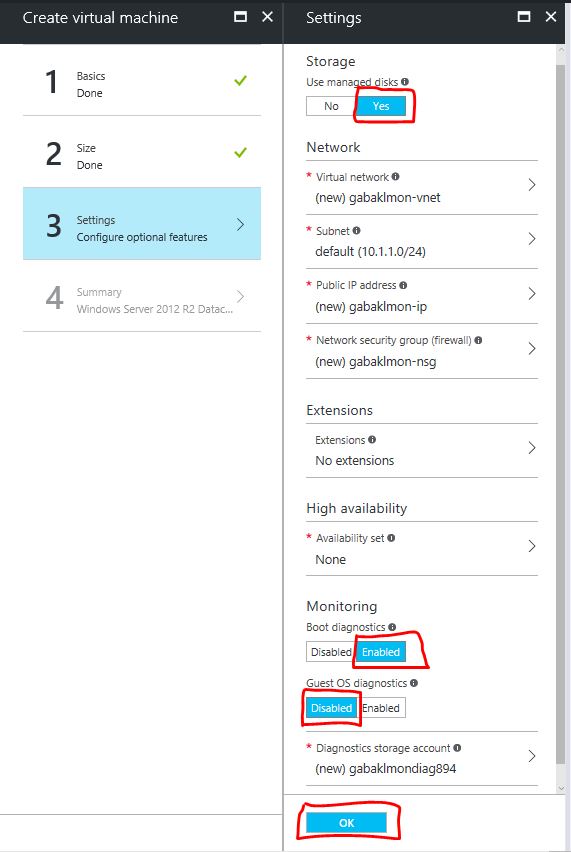 Create virtual machine
1
Basics
Done
2
Size
Done
3
Settings
Configure optional features
4
Summary
Windows Server 2012 R2 Datac...
Settings
Storage
Use managed disks
No Yes
Network
* Virtual network
(new) gabaklmon-vnet
* Subnet
default (10.1.1.0/24)
* Public IP address
(new) gabaklmon-ip
* Network security group (firewall)
(new) gabaklmon-nsg
Extensions
Extensions
No extensions
High availability
* Availability set
None
Monitoring
Boot diagnostics
Disabled Enabled
Guest OS diagnostics
Disabled Enabled
* Diagnostics storage account
(new) gabaklmondiag894
OK